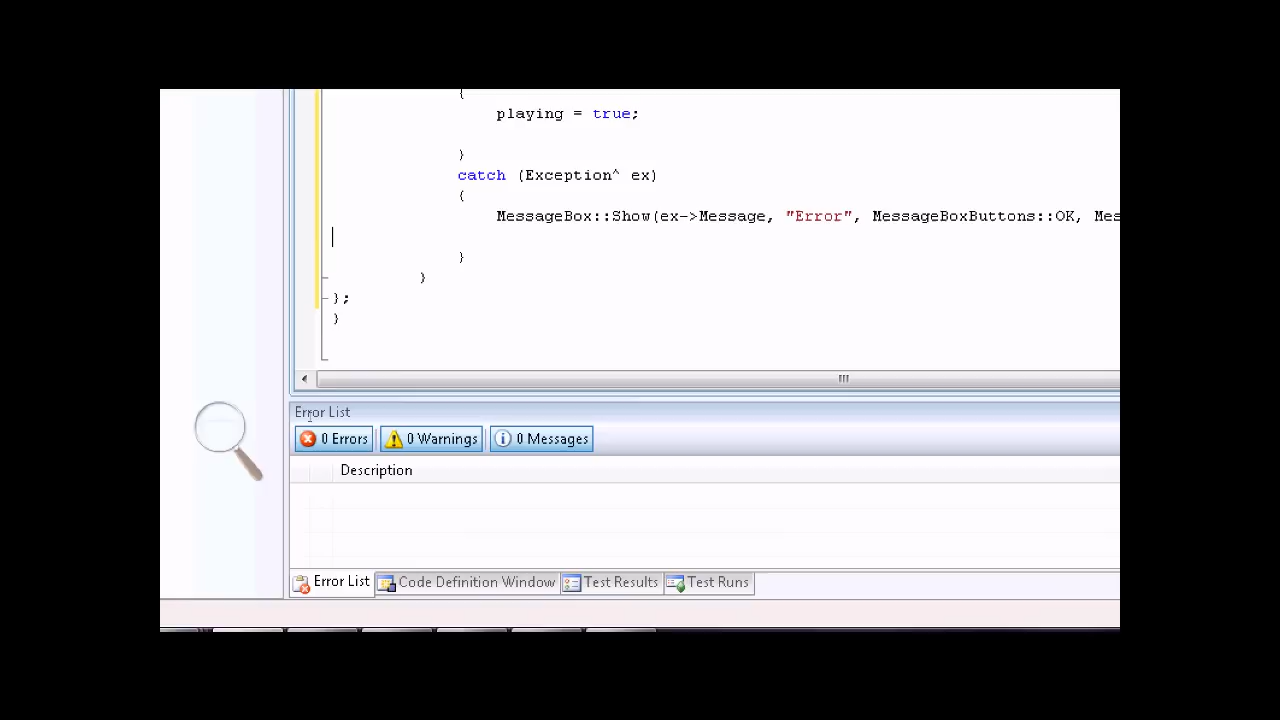 {
playing = true;
}
catch (Exception^ ex)
{
MessageBox::Show(ex->Message, "Error", MessageBoxButtons::OK, Mes
}
}
};
}
Error List
0 Errors 0 Warnings 0 Messages
Description
Error List Code Definition Window Test Results Test Runs